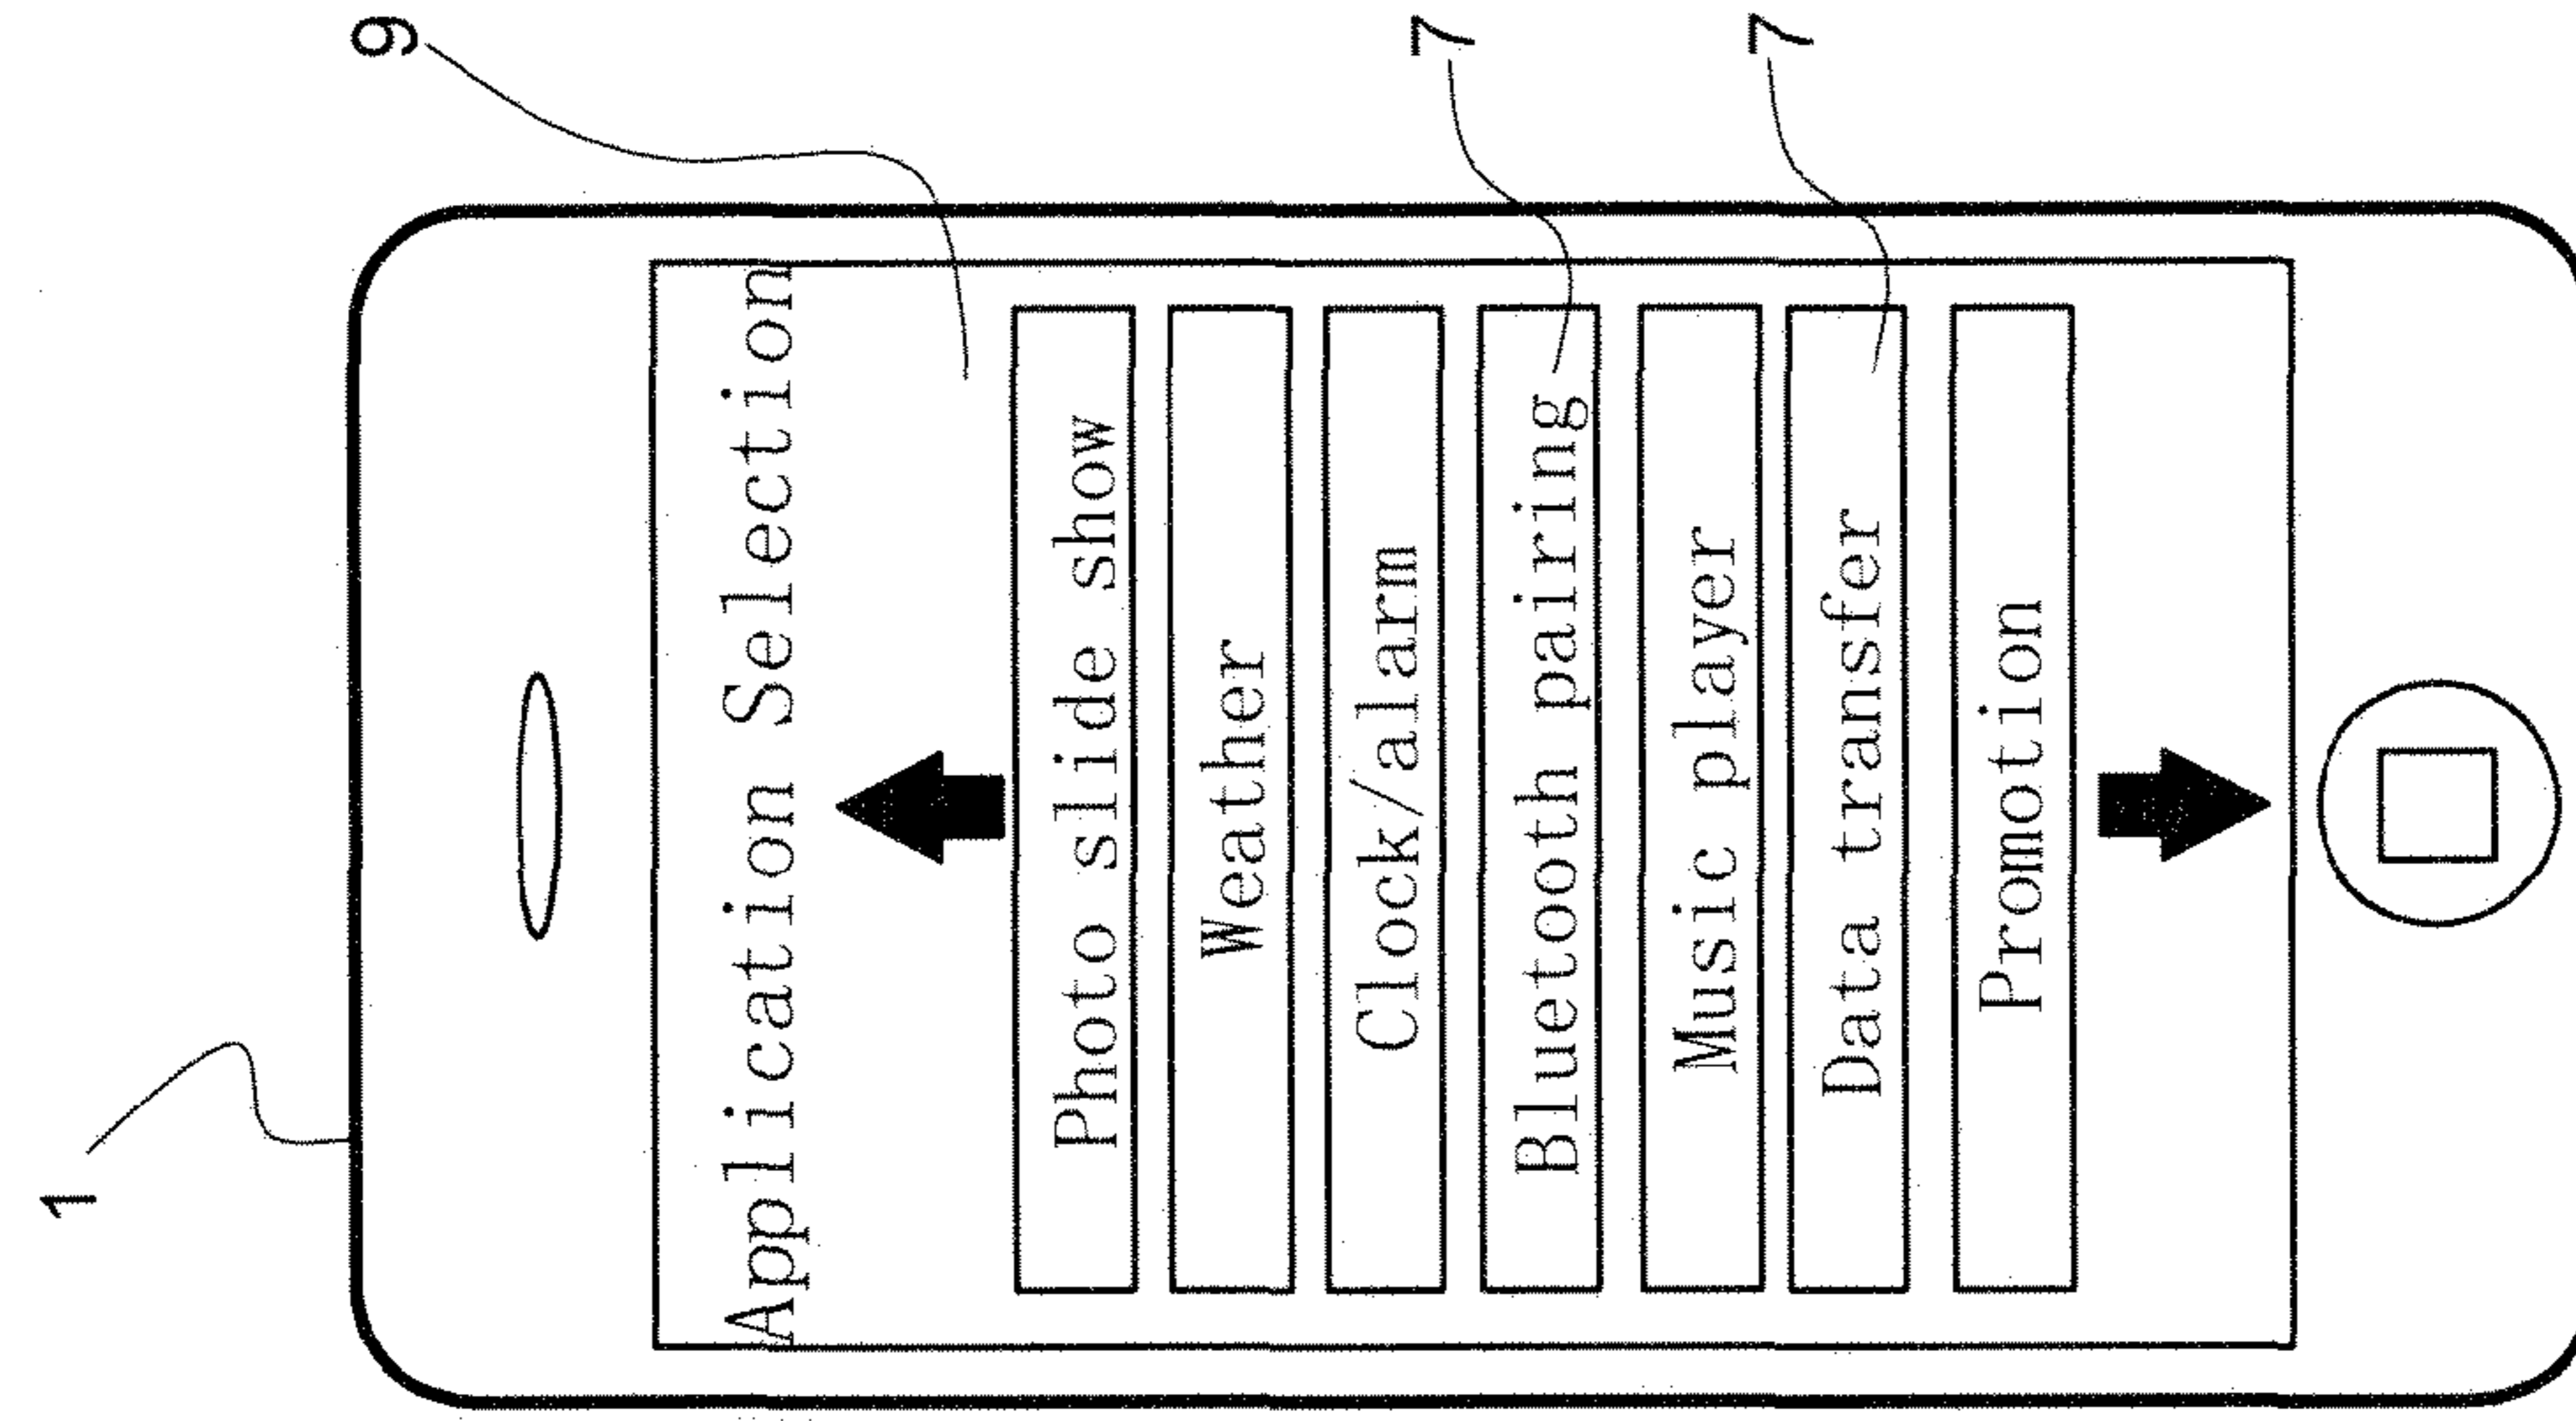 1
9
Application Selection
Photo slide show
Weather
Clock/alarm
Bluetooth pairing
7
Music player
Data transfer
7
Promotion